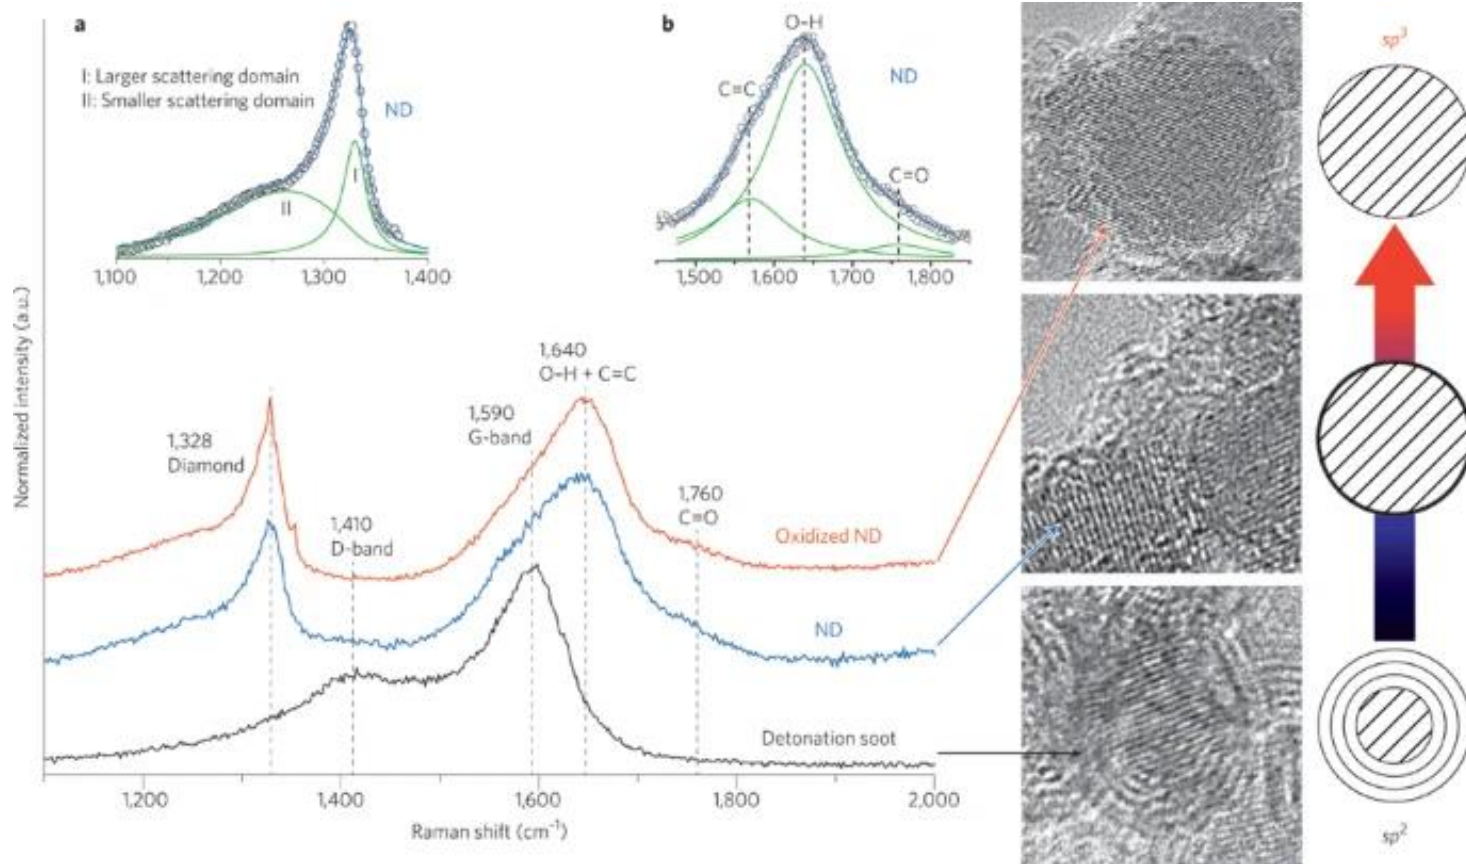 a
I: Larger scattering domain
II: Smaller scattering domain
ND
I
II
1,100 1,200 1,300 1,400
b
O–H
ND
C=C
C=O
1,500 1,600 1,700 1,800
Normalized intensity (a.u.)
1,640
O–H + C=C
1,590
G-band
1,328
Diamond
1,410
D-band
1,760
C=O
Oxidized ND
ND
Detonation soot
1,200 1,400 1,600 1,800 2,000
Raman shift (cm⁻¹)
sp³
sp²